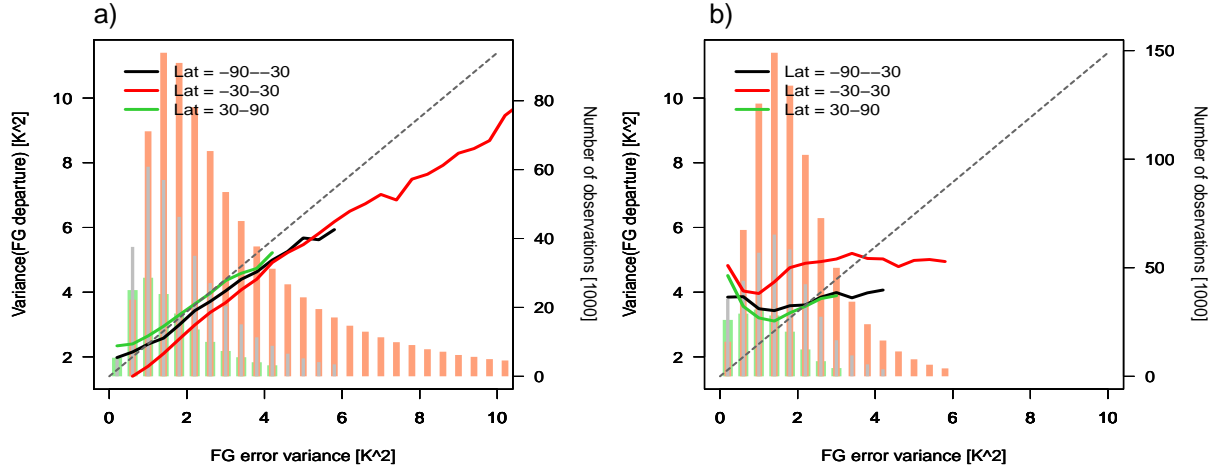 a)
Lat = -90--30
Lat = -30-30
Lat = 30-90
Variance(FG departure) [K^2]
2
4
6
8
10
0
2
4
6
8
10
FG error variance [K^2]
0
20
40
60
80
Number of observations [1000]
b)
Lat = -90--30
Lat = -30-30
Lat = 30-90
Variance(FG departure) [K^2]
2
4
6
8
10
0
2
4
6
8
10
FG error variance [K^2]
0
50
100
150
Number of observations [1000]